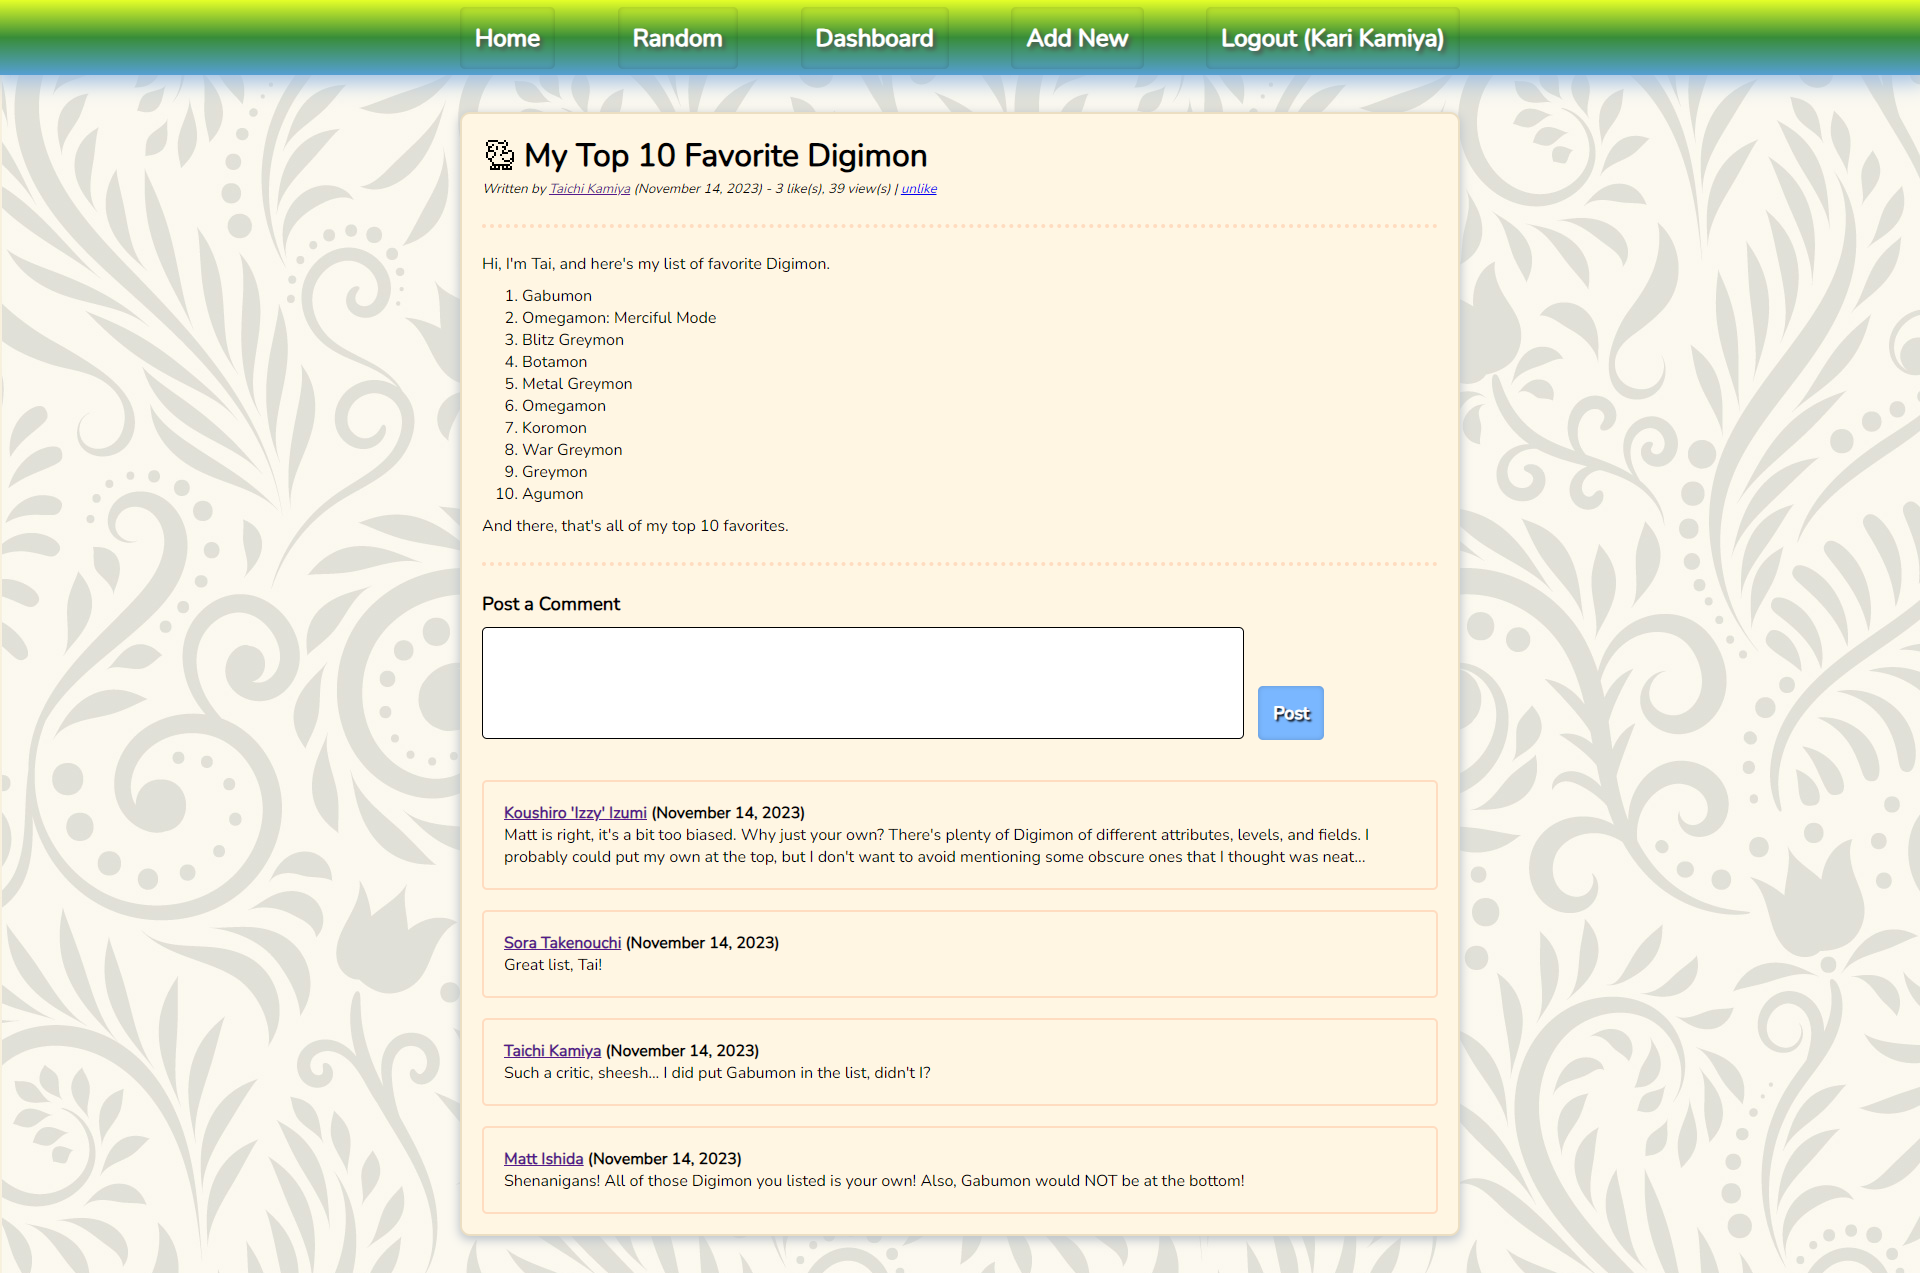 Home Random Dashboard Add New Logout (Kari Kamiya)
My Top 10 Favorite Digimon
Written by Taichi Kamiya (November 14, 2023) - 3 like(s), 39 view(s) | unlike
Hi, I'm Tai, and here's my list of favorite Digimon.
1. Gabumon
2. Omegamon: Merciful Mode
3. Blitz Greymon
4. Botamon
5. Metal Greymon
6. Omegamon
7. Koromon
8. War Greymon
9. Greymon
10. Agumon
And there, that's all of my top 10 favorites.
Post a Comment
Post
Koushiro 'Izzy' Izumi (November 14, 2023)
Matt is right, it's a bit too biased. Why just your own? There's plenty of Digimon of different attributes, levels, and fields. I
probably could put my own at the top, but I don't want to avoid mentioning some obscure ones that I thought was neat...
Sora Takenouchi (November 14, 2023)
Great list, Tai!
Taichi Kamiya (November 14, 2023)
Such a critic, sheesh... I did put Gabumon in the list, didn't I?
Matt Ishida (November 14, 2023)
Shenanigans! All of those Digimon you listed is your own! Also, Gabumon would NOT be at the bottom!